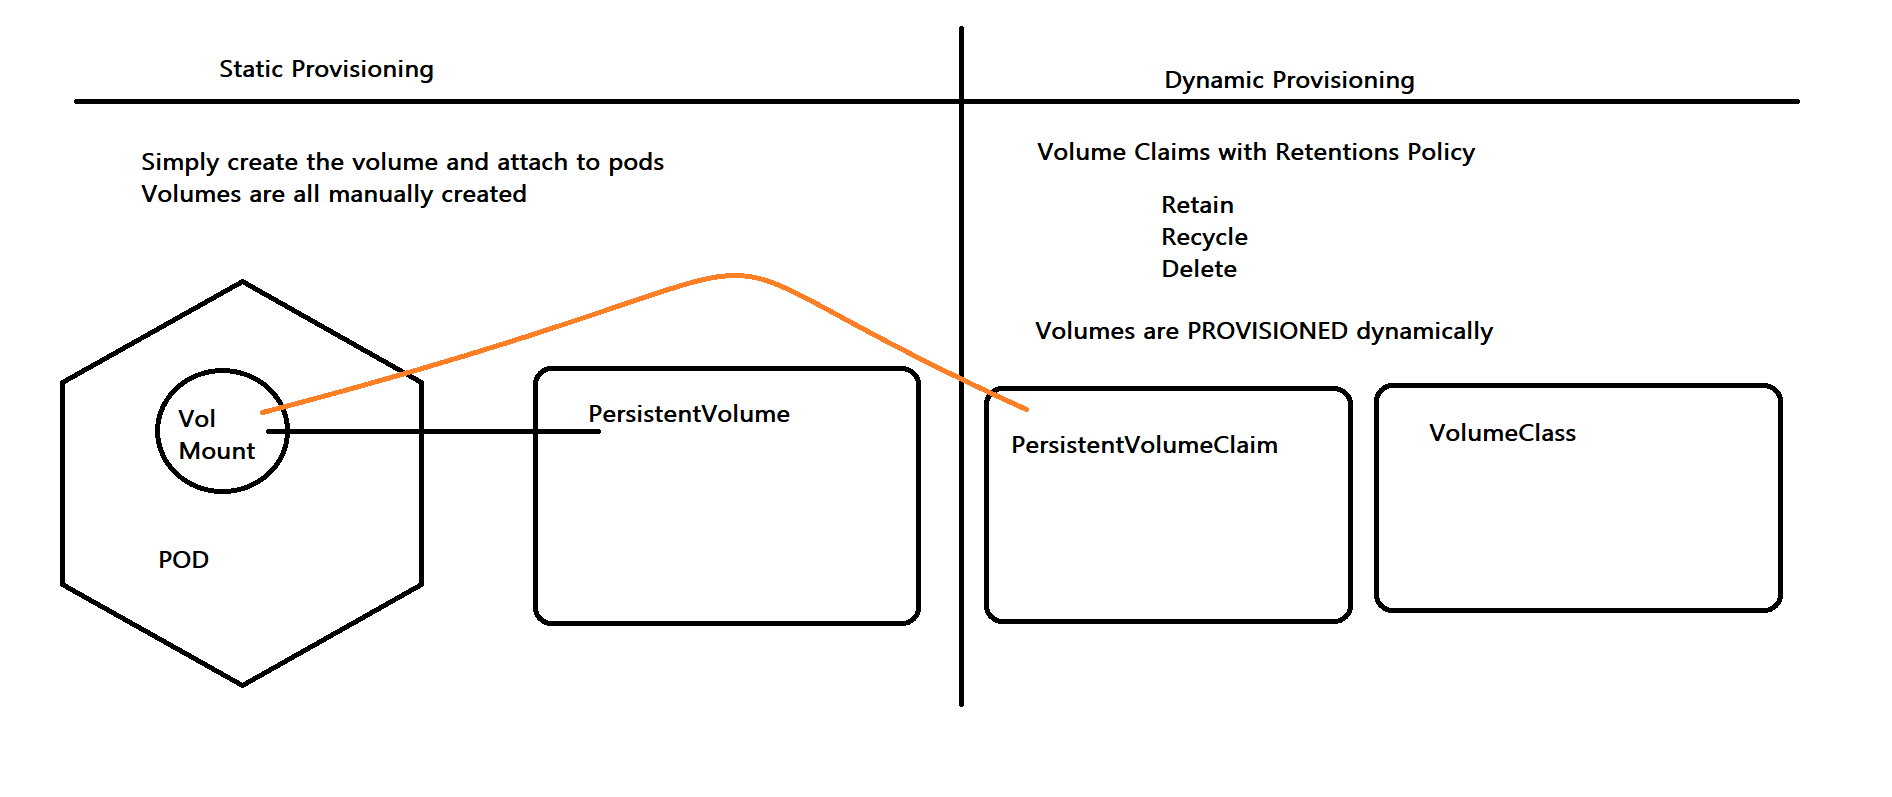 Static Provisioning
Dynamic Provisioning
Simply create the volume and attach to pods
Volumes are all manually created
Volume Claims with Retentions Policy
Retain
Recycle
Delete
Volumes are PROVISIONED dynamically
Vol
Mount
POD
PersistentVolume
PersistentVolumeClaim
VolumeClass